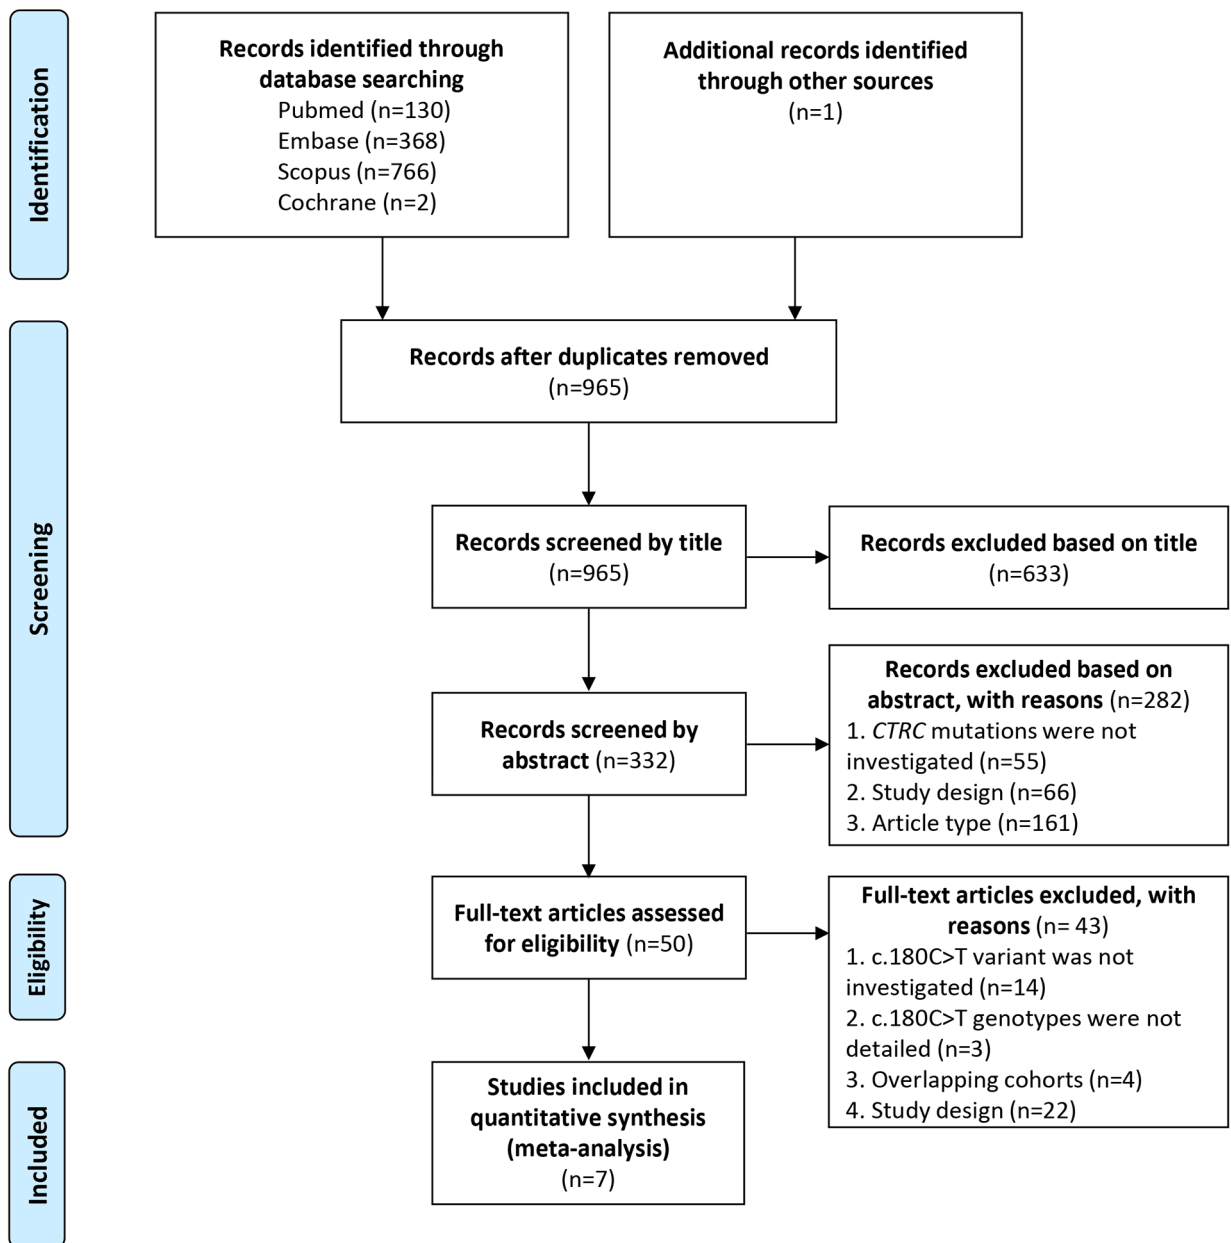 Identification
Records identified through
database searching
Pubmed (n=130)
Embase (n=368)
Scopus (n=766)
Cochrane (n=2)
Additional records identified
through other sources
(n=1)
Screening
Records after duplicates removed
(n=965)
Records screened by title
(n=965)
Records excluded based on title
(n=633)
Records screened by
abstract (n=332)
Records excluded based on
abstract, with reasons (n=282)
1. CTRC mutations were not
investigated (n=55)
2. Study design (n=66)
3. Article type (n=161)
Eligibility
Full-text articles assessed
for eligibility (n=50)
Full-text articles excluded, with
reasons (n= 43)
1. c.180C>T variant was not
investigated (n=14)
2. c.180C>T genotypes were not
detailed (n=3)
3. Overlapping cohorts (n=4)
4. Study design (n=22)
Included
Studies included in
quantitative synthesis
(meta-analysis)
(n=7)